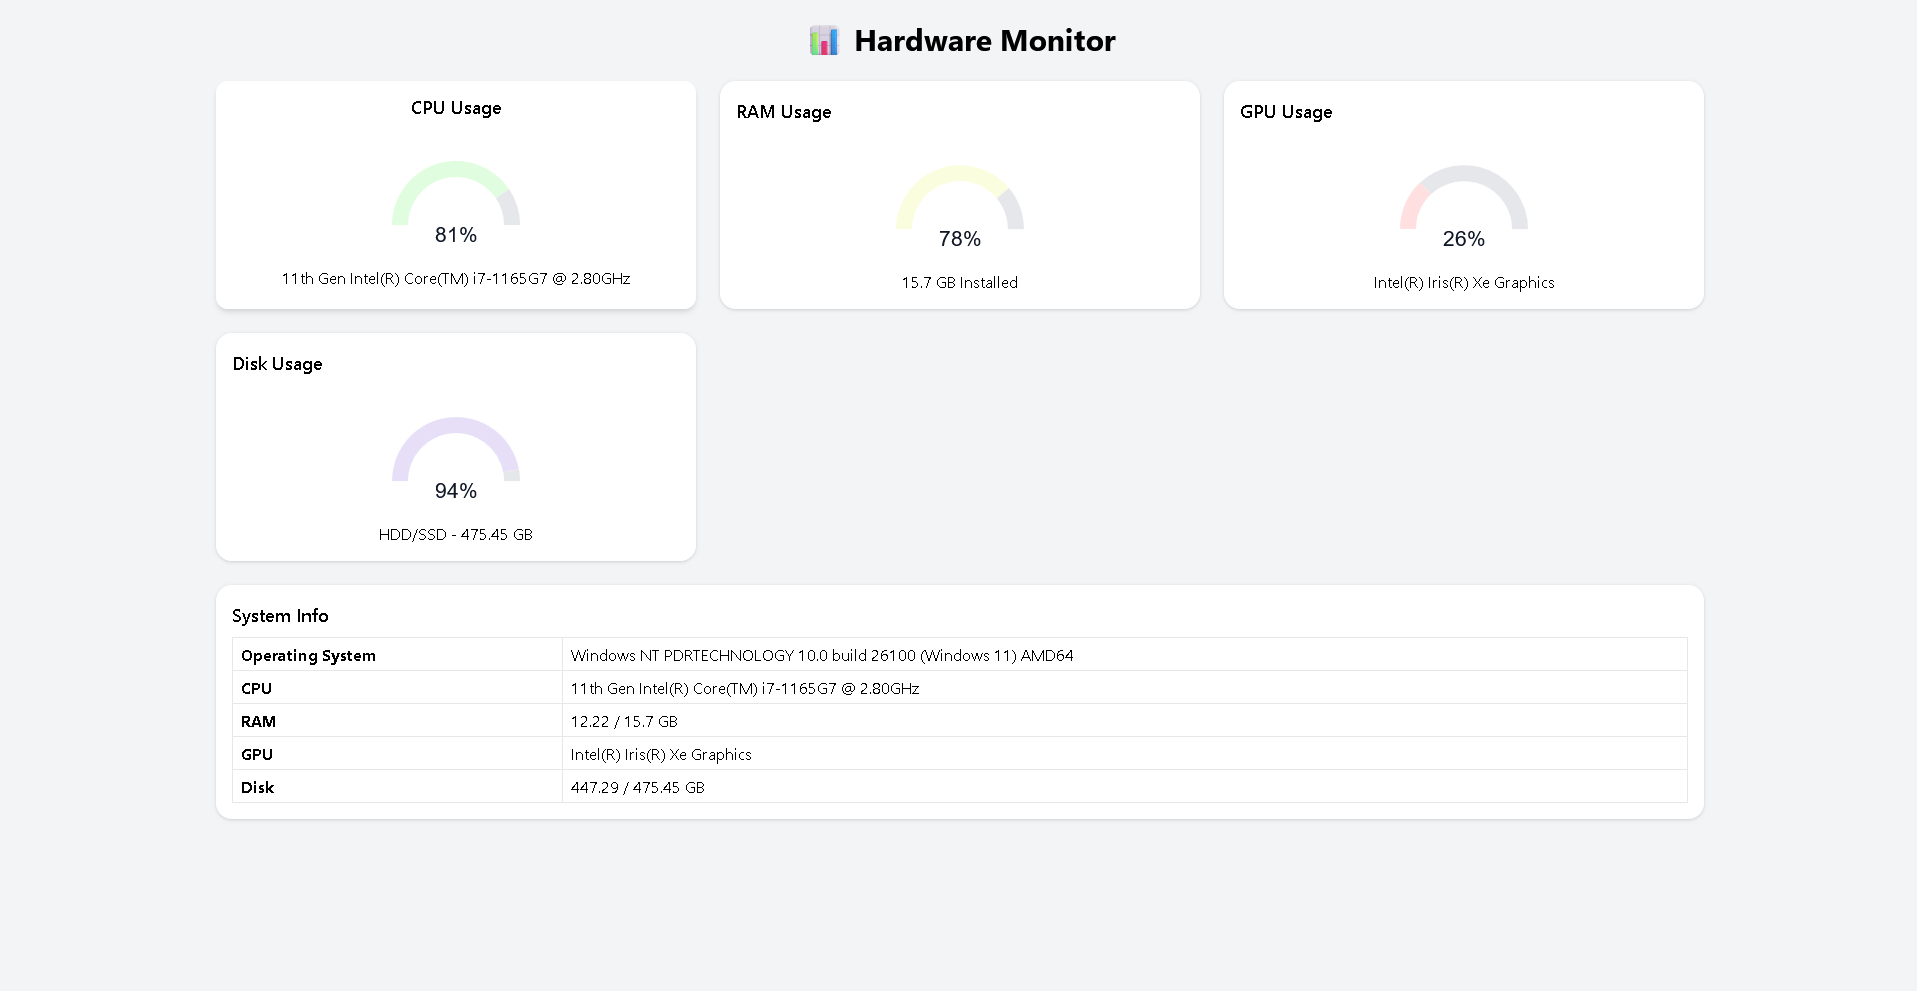 Hardware Monitor
CPU Usage
81%
11th Gen Intel(R) Core(TM) i7-1165G7 @ 2.80GHz
RAM Usage
78%
15.7 GB Installed
GPU Usage
26%
Intel(R) Iris(R) Xe Graphics
Disk Usage
94%
HDD/SSD - 475.45 GB
System Info
Operating System Windows NT PDRTECHNOLOGY 10.0 build 26100 (Windows 11) AMD64
CPU 11th Gen Intel(R) Core(TM) i7-1165G7 @ 2.80GHz
RAM 12.22 / 15.7 GB
GPU Intel(R) Iris(R) Xe Graphics
Disk 447.29 / 475.45 GB